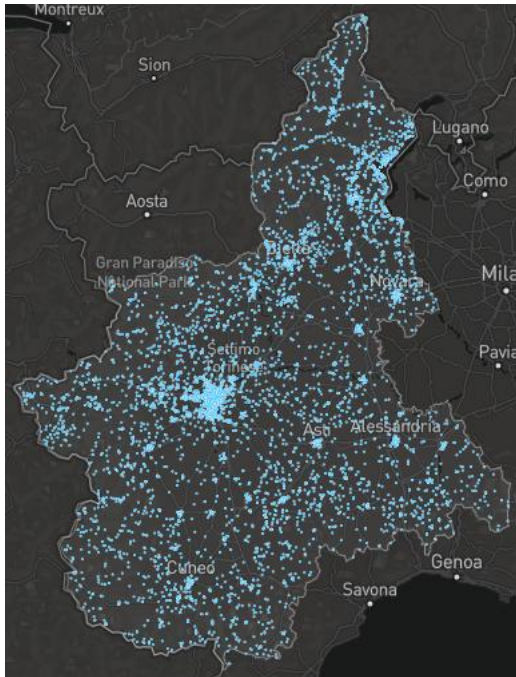 Montreux
Sion
Lugano
Como
Aosta
Gran Paradiso
National Park
Biella
Novara
Mila
Settimo
Torinese
Pavia
Asti
Alessandria
Cuneo
Genoa
Savona